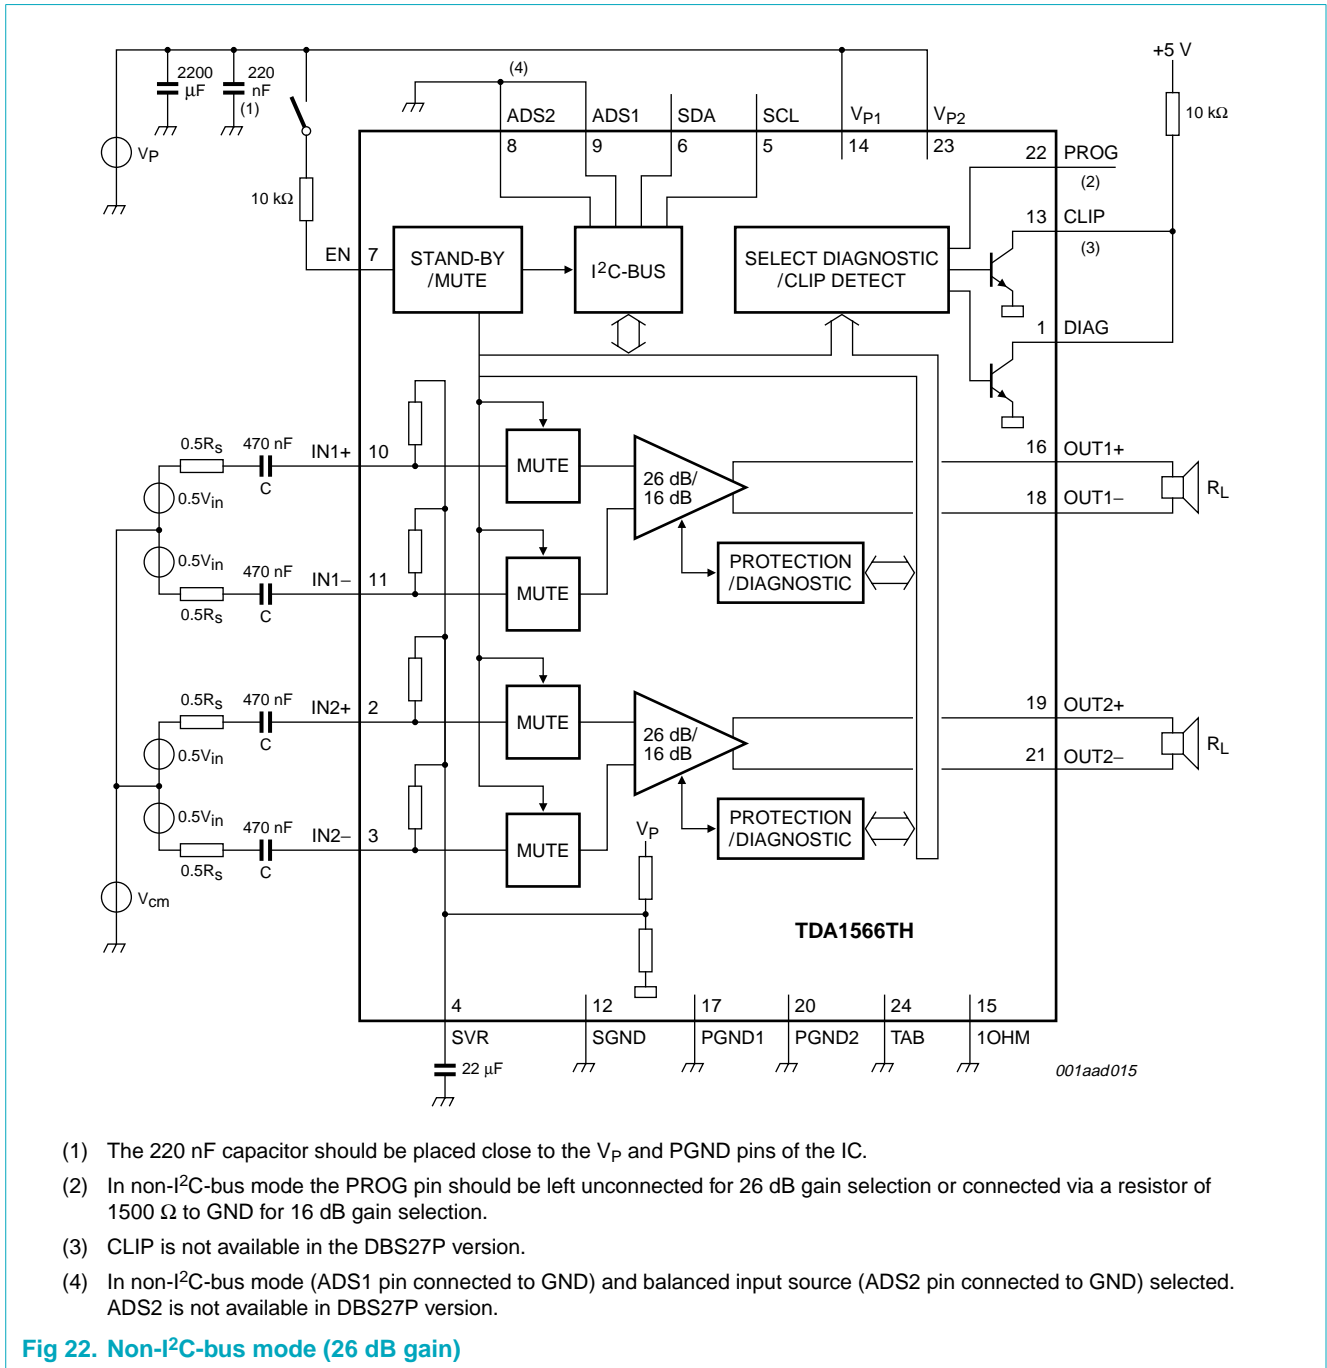 +5 V
(4)
2200
µF
220
nF
(1)
10 kΩ
ADS2
ADS1
SDA
SCL
VP1
VP2
8
9
6
5
14
23
22 PROG
(2)
VP
10 kΩ
13 CLIP
(3)
EN 7
STAND-BY
/MUTE
I2C-BUS
SELECT DIAGNOSTIC
/CLIP DETECT
1 DIAG
0.5Rs
470 nF
C
IN1+ 10
MUTE
26 dB/
16 dB
16 OUT1+
0.5Vin
18 OUT1−
RL
0.5Vin
470 nF
IN1− 11
0.5Rs
C
MUTE
PROTECTION
/DIAGNOSTIC
0.5Rs
470 nF
C
IN2+ 2
MUTE
26 dB/
16 dB
19 OUT2+
0.5Vin
21 OUT2−
RL
0.5Vin
470 nF
IN2− 3
0.5Rs
C
MUTE
PROTECTION
/DIAGNOSTIC
VP
Vcm
TDA1566TH
4
12
17
20
24
15
SVR
SGND
PGND1
PGND2
TAB
1OHM
22 µF
001aad015
(1) The 220 nF capacitor should be placed close to the VP and PGND pins of the IC.
(2) In non-I2C-bus mode the PROG pin should be left unconnected for 26 dB gain selection or connected via a resistor of
1500 Ω to GND for 16 dB gain selection.
(3) CLIP is not available in the DBS27P version.
(4) In non-I2C-bus mode (ADS1 pin connected to GND) and balanced input source (ADS2 pin connected to GND) selected.
ADS2 is not available in DBS27P version.
Fig 22. Non-I2C-bus mode (26 dB gain)